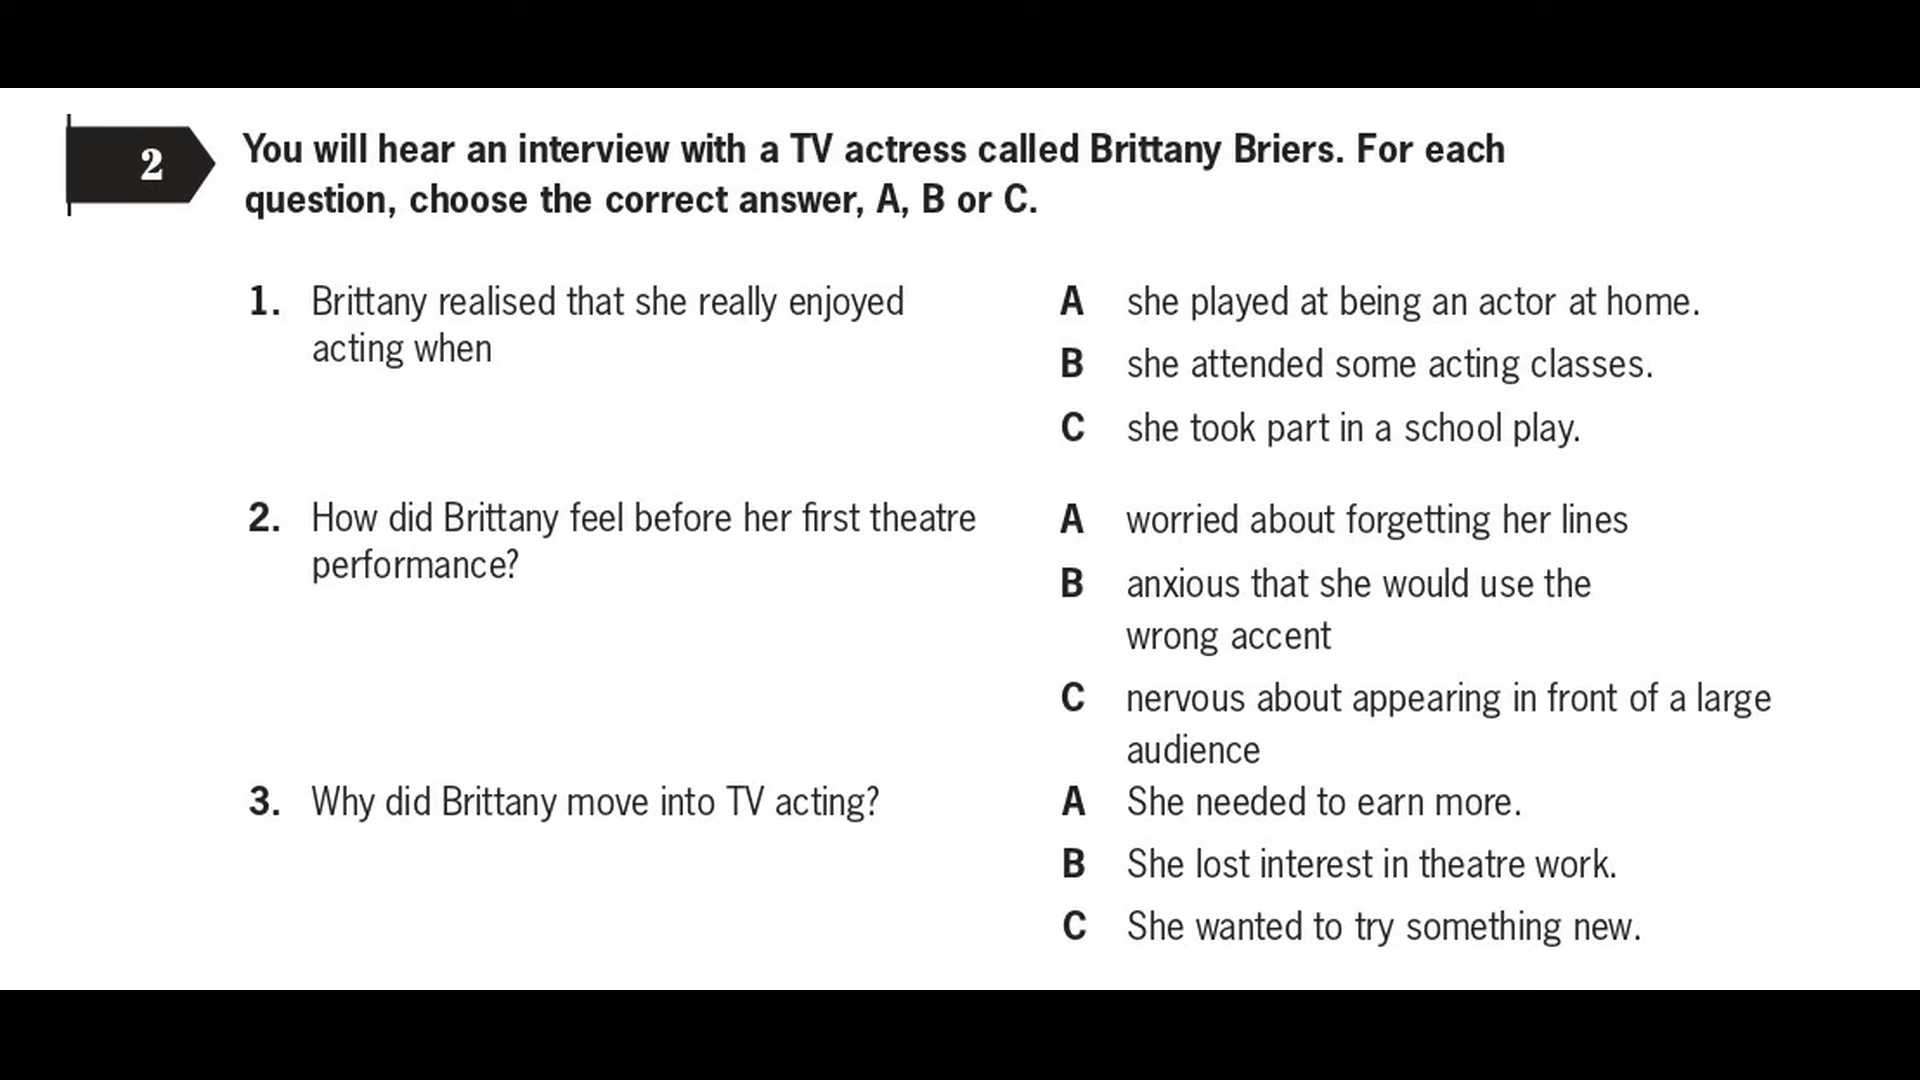 2
You will hear an interview with a TV actress called Brittany Briers. For each
question, choose the correct answer, A, B or C.
1. Brittany realised that she really enjoyed
acting when
A she played at being an actor at home.
B she attended some acting classes.
C she took part in a school play.
2. How did Brittany feel before her first theatre
performance?
A worried about forgetting her lines
B anxious that she would use the
wrong accent
C nervous about appearing in front of a large
audience
3. Why did Brittany move into TV acting?
A She needed to earn more.
B She lost interest in theatre work.
C She wanted to try something new.